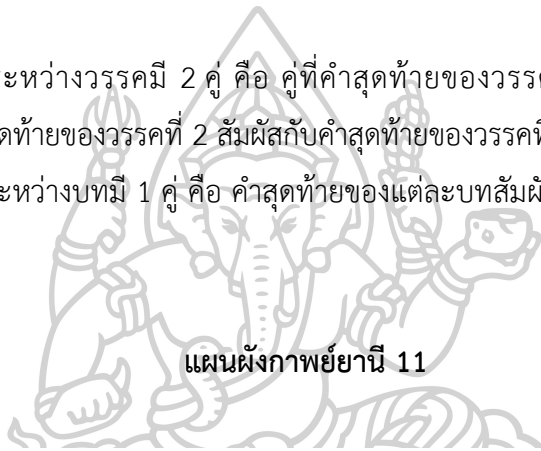 ะหว่างวรรคมี 2 คู่ คือ คู่ที่คำสุดท้ายของวรรค
ดท้ายของวรรคที่ 2 สัมผัสกับคำสุดท้ายของวรรคที่
ะหว่างบทมี 1 คู่ คือ คำสุดท้ายของแต่ละบทสัมผั
แผนผังกาพย์ยานี 11